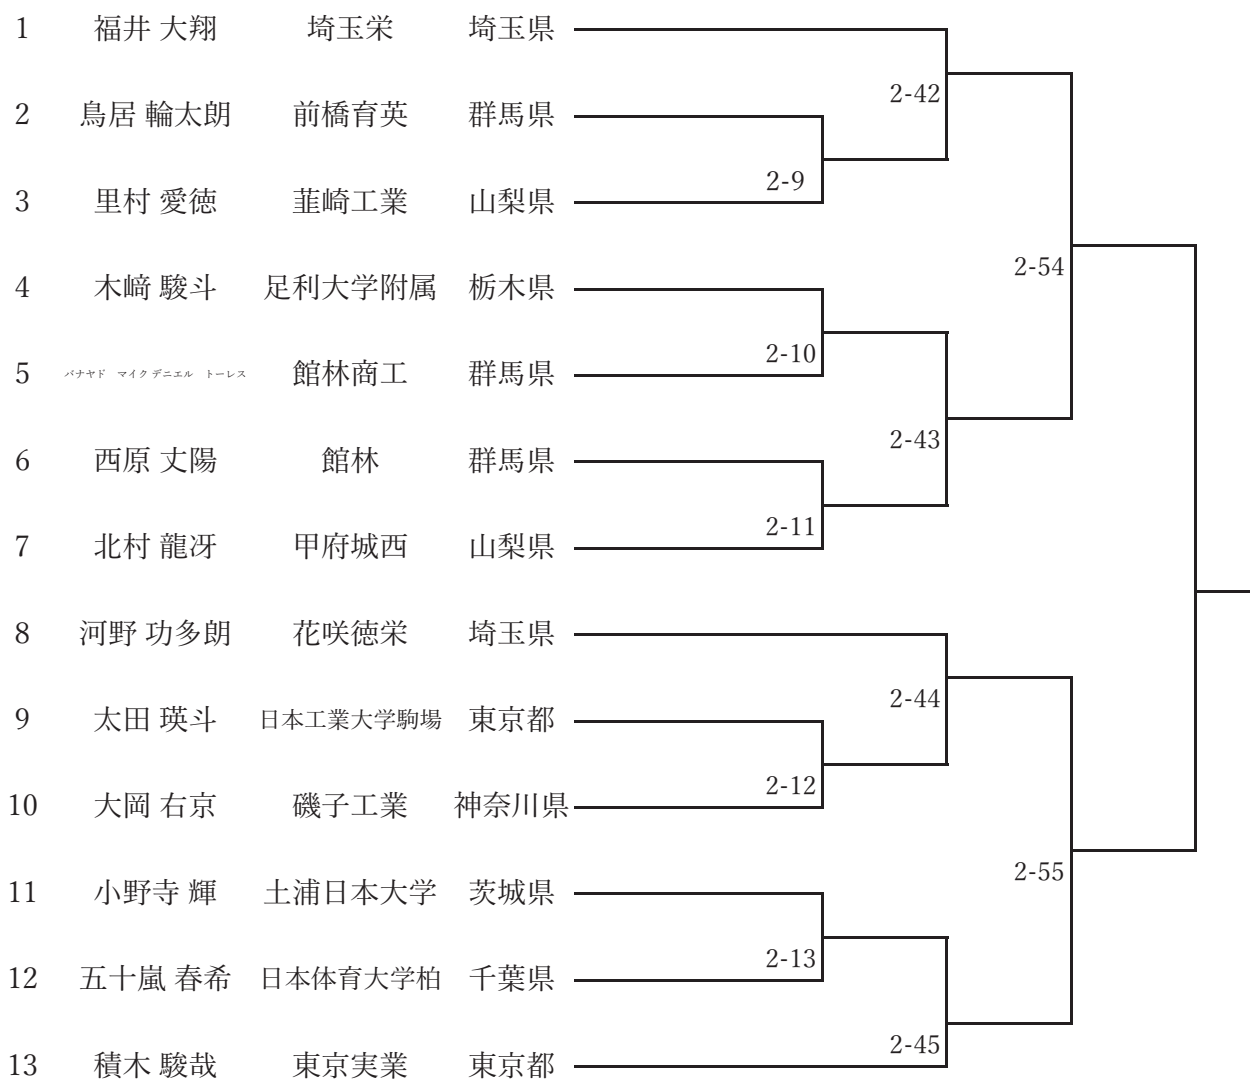 1 福井 大翔 埼玉栄 埼玉県
2-42
2 鳥居 輪太朗 前橋育英 群馬県
2-9
3 里村 愛徳 韮崎工業 山梨県
2-54
4 木﨑 駿斗 足利大学附属 栃木県
2-10
5 バナヤド マイク デニエル トーレス 館林商工 群馬県
2-43
6 西原 丈陽 館林 群馬県
2-11
7 北村 龍冴 甲府城西 山梨県
8 河野 功多朗 花咲徳栄 埼玉県
2-44
9 太田 瑛斗 日本工業大学駒場 東京都
2-12
10 大岡 右京 磯子工業 神奈川県
2-55
11 小野寺 輝 土浦日本大学 茨城県
2-13
12 五十嵐 春希 日本体育大学柏 千葉県
2-45
13 積木 駿哉 東京実業 東京都